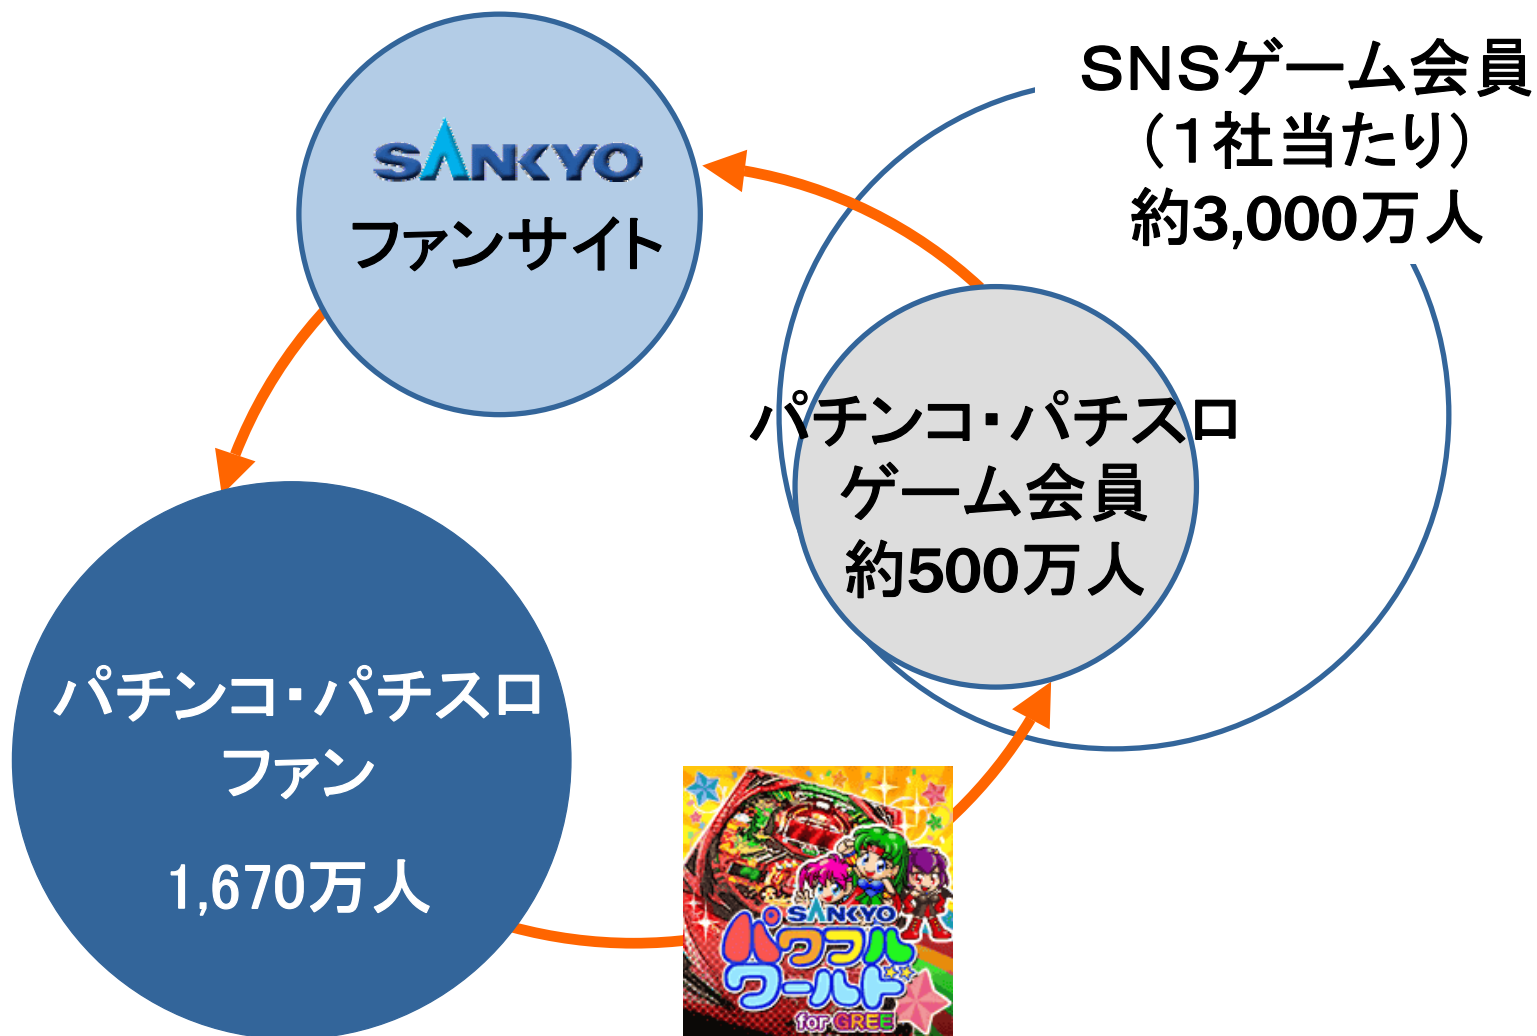 SANKYO
ファンサイト
SNSゲーム会員
（1社当たり）
約3,000万人
パチンコ・パチスロ
ゲーム会員
約500万人
パチンコ・パチスロ
ファン
1,670万人
SANKYO
パワフル
ワールド
for GREE